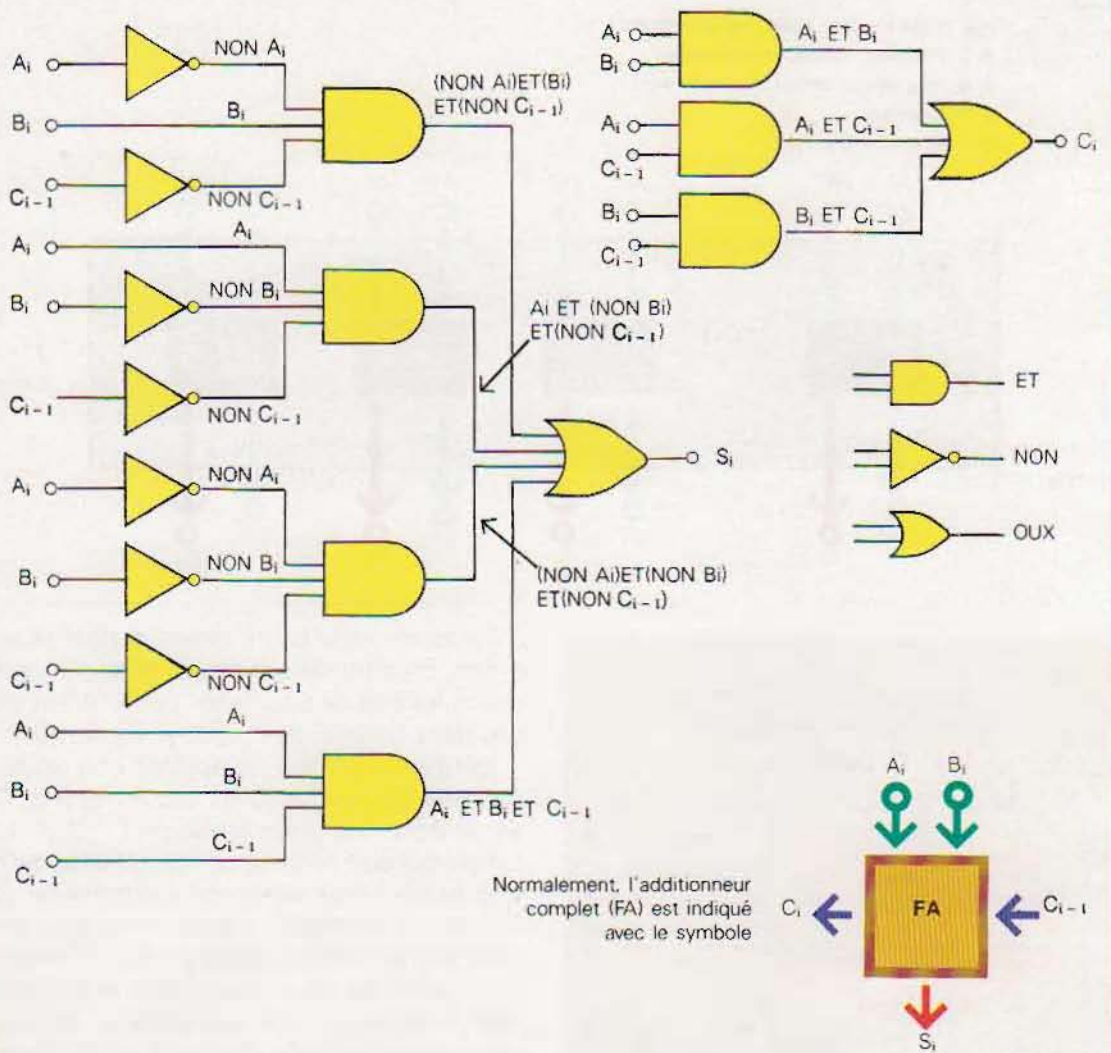 Aᵢ
NON Aᵢ
Bᵢ
Bᵢ
Cᵢ₋₁
NON Cᵢ₋₁
(NON Ai)ET(Bi)
ET(NON Cᵢ₋₁)
Aᵢ
Aᵢ
Bᵢ
NON Bᵢ
Cᵢ₋₁
NON Cᵢ₋₁
Ai ET (NON Bi)
ET(NON Cᵢ₋₁)
Aᵢ
NON Aᵢ
Bᵢ
NON Bᵢ
Cᵢ₋₁
NON Cᵢ₋₁
(NON Ai)ET(NON Bi)
ET(NON Cᵢ₋₁)
Aᵢ
Aᵢ
Bᵢ
Bᵢ
Cᵢ₋₁
Cᵢ₋₁
Aᵢ ET Bᵢ ET Cᵢ₋₁
Sᵢ
Aᵢ
Bᵢ
Aᵢ ET Bᵢ
Aᵢ
Cᵢ₋₁
Aᵢ ET Cᵢ₋₁
Bᵢ
Cᵢ₋₁
Bᵢ ET Cᵢ₋₁
Cᵢ
ET
NON
OUX
Normalement, l'additionneur
complet (FA) est indiqué
avec le symbole
Aᵢ Bᵢ
Cᵢ
FA
Cᵢ₋₁
Sᵢ